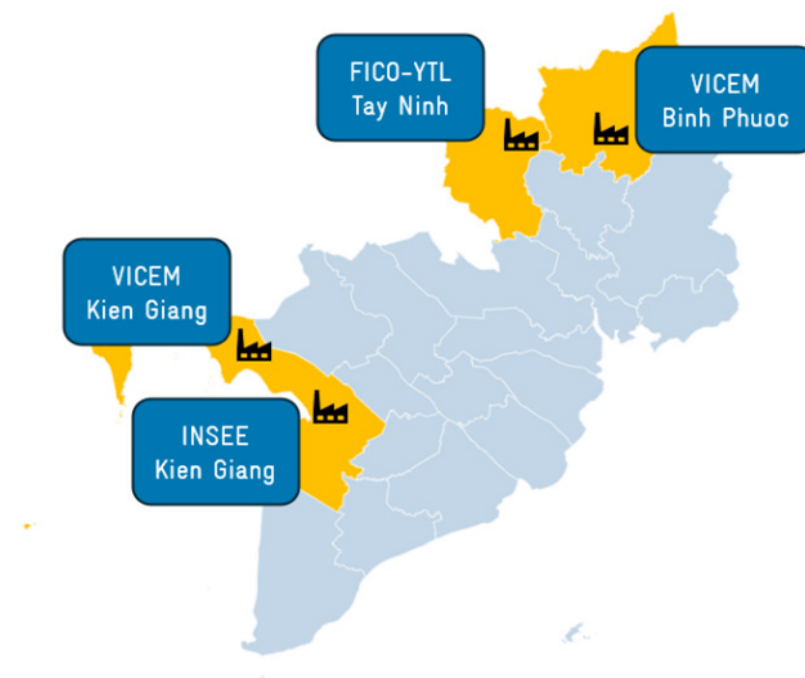 FICO-YTL
Tay Ninh
VICEM
Binh Phuoc
VICEM
Kien Giang
INSEE
Kien Giang